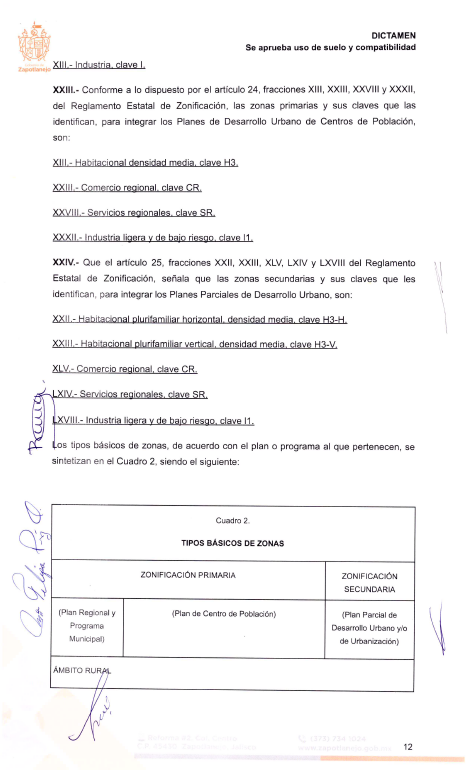 DICTAMEN
Se aprueba uso de suelo y compatibilidad
Zapotlanejo
XIII.- Industria, clave I.
XXIII.- Conforme a lo dispuesto por el artículo 24, fracciones XIII, XXIII, XXVIII y XXXII,
del Reglamento Estatal de Zonificación, las zonas primarias y sus claves que las
identifican, para integrar los Planes de Desarrollo Urbano de Centros de Población,
son:
XIII.- Habitacional densidad media, clave H3.
XXIII.- Comercio regional, clave CR.
XXVIII.- Servicios regionales, clave SR.
XXXII.- Industria ligera y de bajo riesgo, clave I1.
XXIV.- Que el artículo 25, fracciones XXII, XXIII, XLV, LXIV y LXVIII del Reglamento
Estatal de Zonificación, señala que las zonas secundarias y sus claves que les
identifican, para integrar los Planes Parciales de Desarrollo Urbano, son:
XXII.- Habitacional plurifamiliar horizontal, densidad media, clave H3-H.
XXIII.- Habitacional plurifamiliar vertical, densidad media, clave H3-V.
XLV.- Comercio regional, clave CR.
LXIV.- Servicios regionales, clave SR.
LXVIII.- Industria ligera y de bajo riesgo, clave I1.
Los tipos básicos de zonas, de acuerdo con el plan o programa al que pertenecen, se
sintetizan en el Cuadro 2, siendo el siguiente:
Cuadro 2.
TIPOS BÁSICOS DE ZONAS
ZONIFICACIÓN PRIMARIA
ZONIFICACIÓN
SECUNDARIA
(Plan Regional y
Programa
Municipal)
(Plan de Centro de Población)
(Plan Parcial de
Desarrollo Urbano y/o
de Urbanización)
ÁMBITO RURAL
12